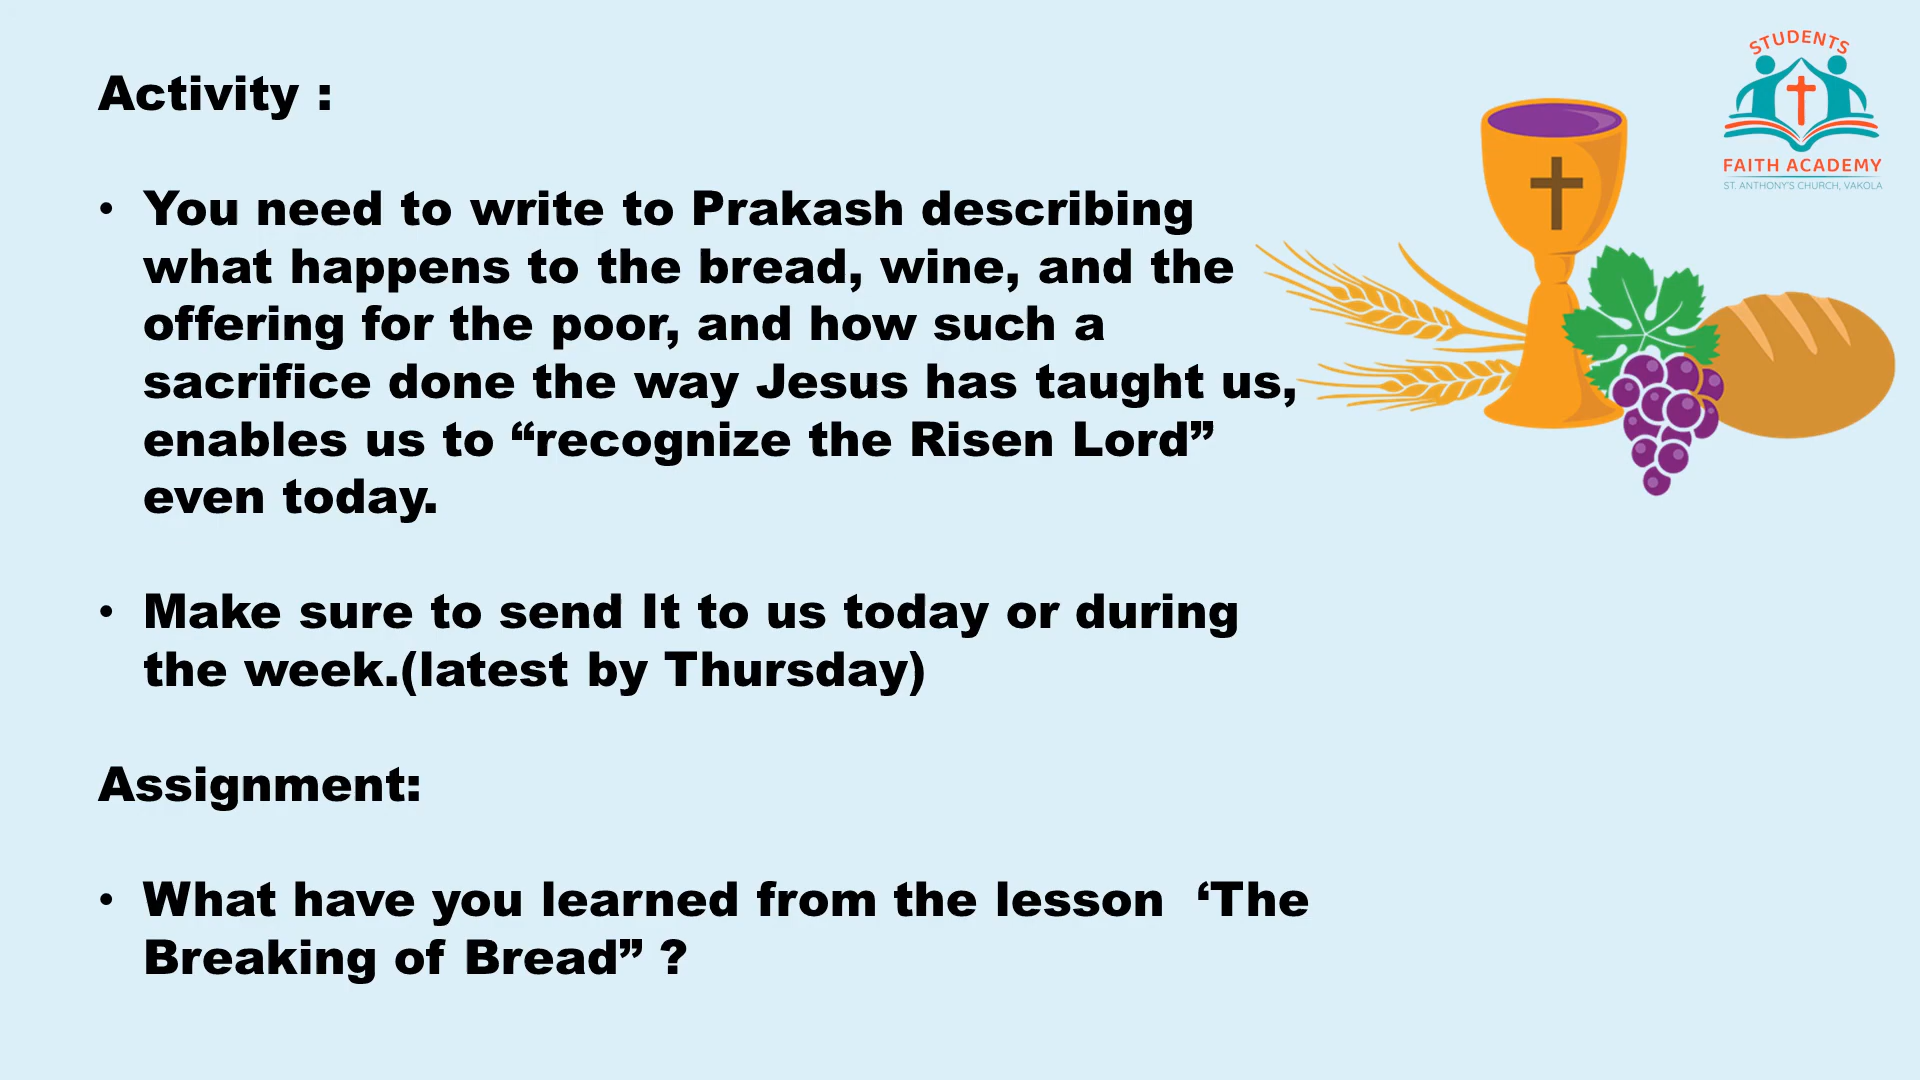 STUDENTS
FAITH ACADEMY
ST. ANTHONY'S CHURCH, VAKOLA
Activity :
• You need to write to Prakash describing
what happens to the bread, wine, and the
offering for the poor, and how such a
sacrifice done the way Jesus has taught us,
enables us to “recognize the Risen Lord”
even today.
• Make sure to send It to us today or during
the week.(latest by Thursday)
Assignment:
• What have you learned from the lesson  ‘The
Breaking of Bread” ?